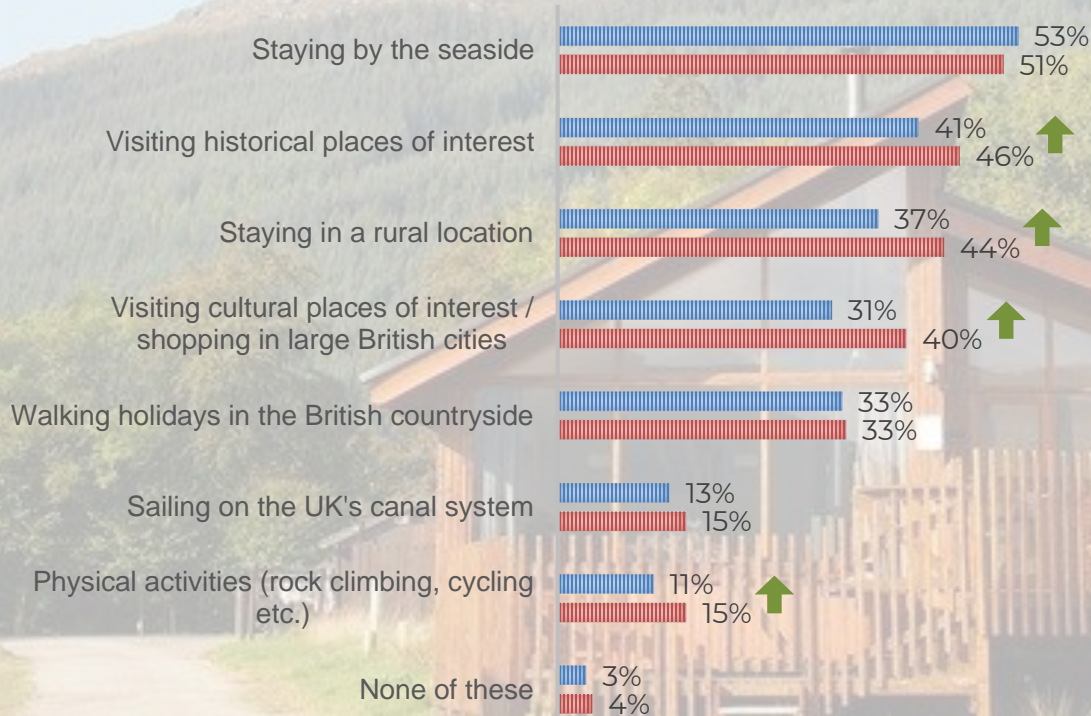 Staying by the seaside
53%
51%
Visiting historical places of interest
41%
46%
Staying in a rural location
37%
44%
Visiting cultural places of interest /
shopping in large British cities
31%
40%
Walking holidays in the British countryside
33%
33%
Sailing on the UK's canal system
13%
15%
Physical activities (rock climbing, cycling
etc.)
11%
15%
None of these
3%
4%